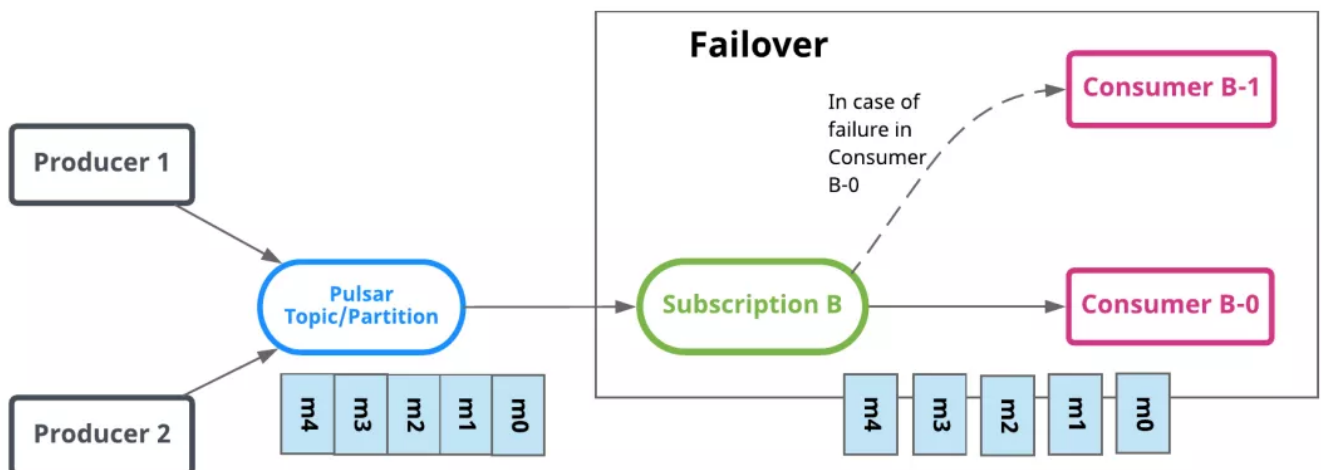 Failover
Consumer B-1
In case of
failure in
Consumer
B-0
Producer 1
Pulsar
Topic/Partition
Subscription B
Consumer B-0
m4
m3
m2
m1
m0
m4
m3
m2
m1
m0
Producer 2